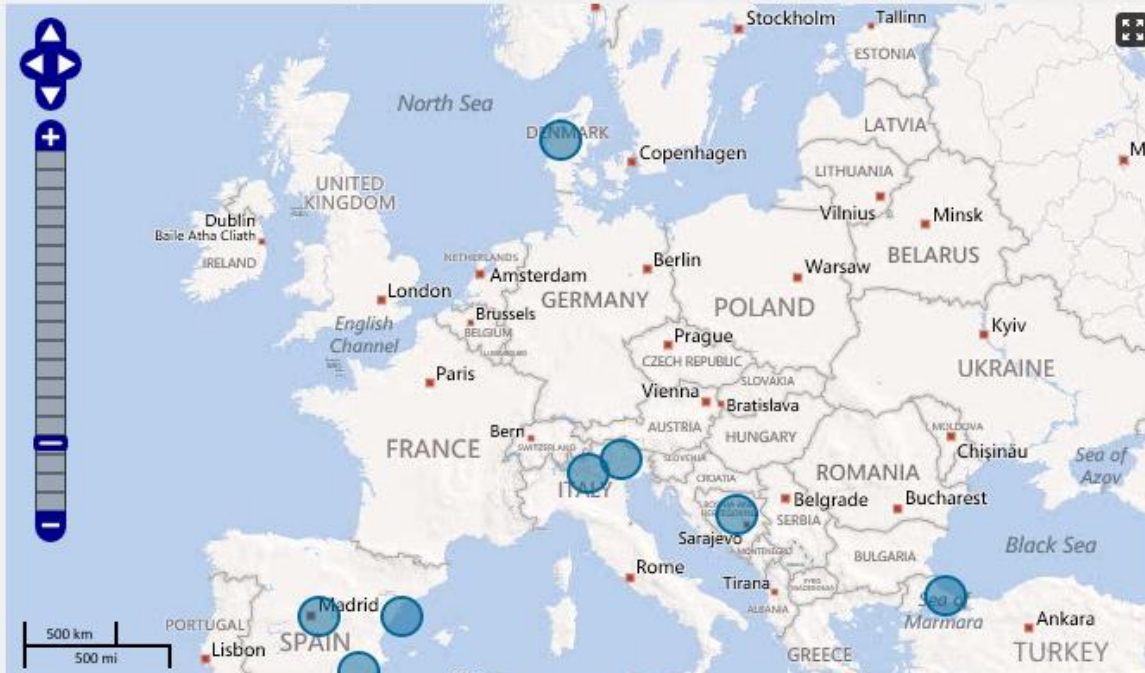 Stockholm
Tallinn
ESTONIA
North Sea
LATVIA
DENMARK
Copenhagen
LITHUANIA
M
UNITED
KINGDOM
Vilnius
Minsk
Dublin
Baile Atha Cliath
IRELAND
BELARUS
NETHERLANDS
Amsterdam
Berlin
Warsaw
London
GERMANY
POLAND
English
Channel
Brussels
BELGIUM
Kyiv
Prague
CZECH REPUBLIC
UKRAINE
Paris
SLOVAKIA
Vienna
Bratislava
AUSTRIA
MOLDOVA
Bern
SWITZERLAND
HUNGARY
FRANCE
Chișinău
SLOVENIA
Sea of
Azov
ROMANIA
CROATIA
ITALY
Belgrade
Bucharest
SERBIA
Sarajevo
Black Sea
MONTENEGRO
BULGARIA
Rome
Tirana
ALBANIA
Sea of
Marmara
Madrid
PORTUGAL
SPAIN
Lisbon
Ankara
GREECE
TURKEY
500 km
500 mi